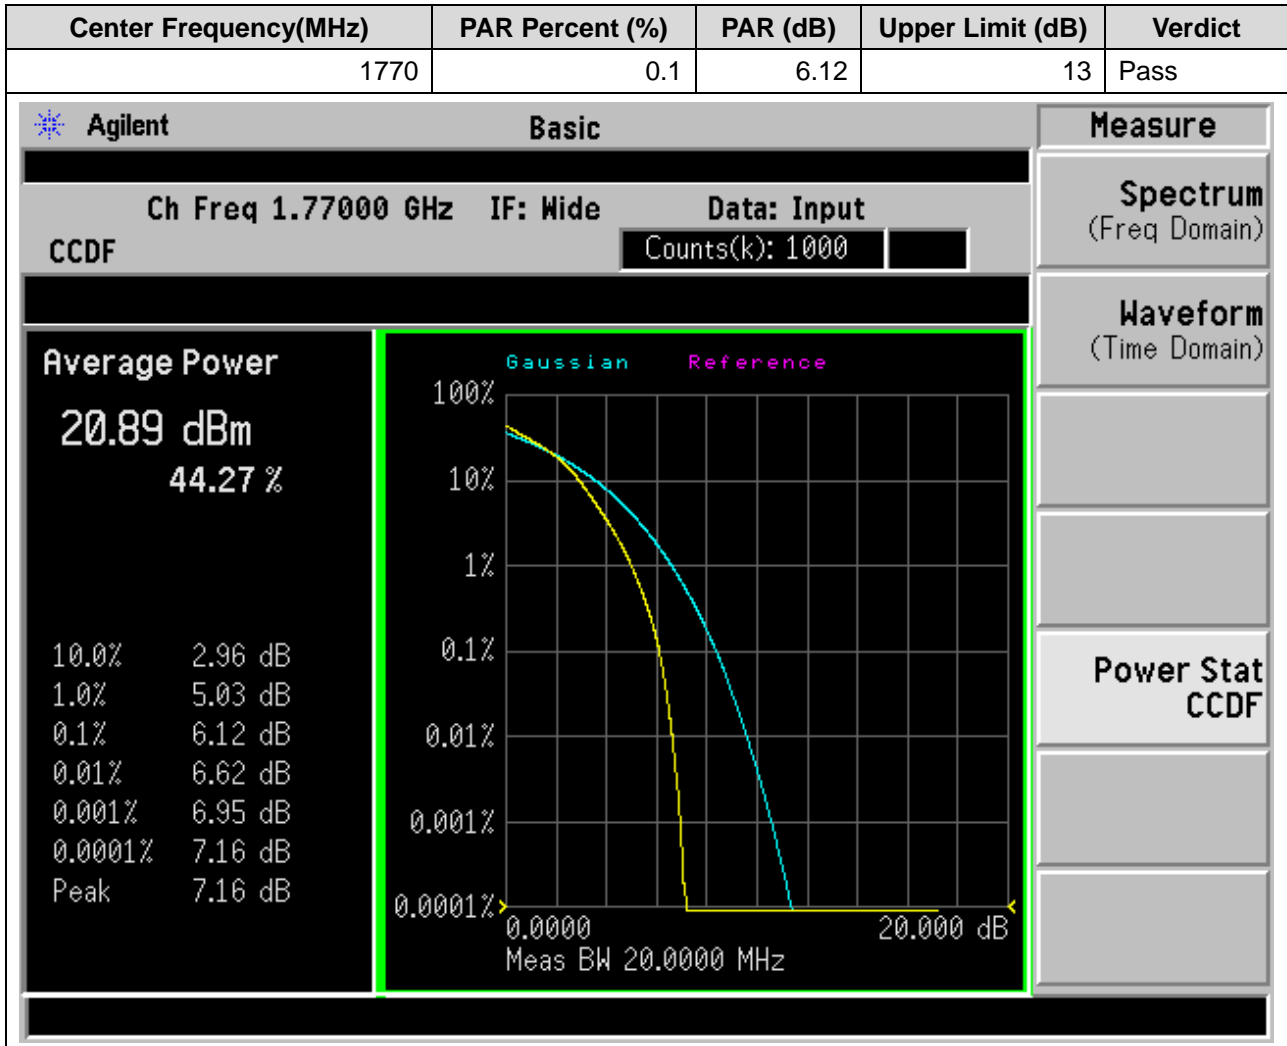 Center Frequency(MHz) PAR Percent (%) PAR (dB) Upper Limit (dB) Verdict
1770 0.1 6.12 13 Pass
Agilent Basic Measure
Ch Freq 1.77000 GHz IF: Wide Data: Input
CCDF Counts(k): 1000
Spectrum
(Freq Domain)
Waveform
(Time Domain)
Power Stat
CCDF
Average Power
20.89 dBm
44.27 %
10.0% 2.96 dB
1.0% 5.03 dB
0.1% 6.12 dB
0.01% 6.62 dB
0.001% 6.95 dB
0.0001% 7.16 dB
Peak 7.16 dB
Gaussian Reference
100%
10%
1%
0.1%
0.01%
0.001%
0.0001%
0.0000 20.000 dB
Meas BW 20.0000 MHz